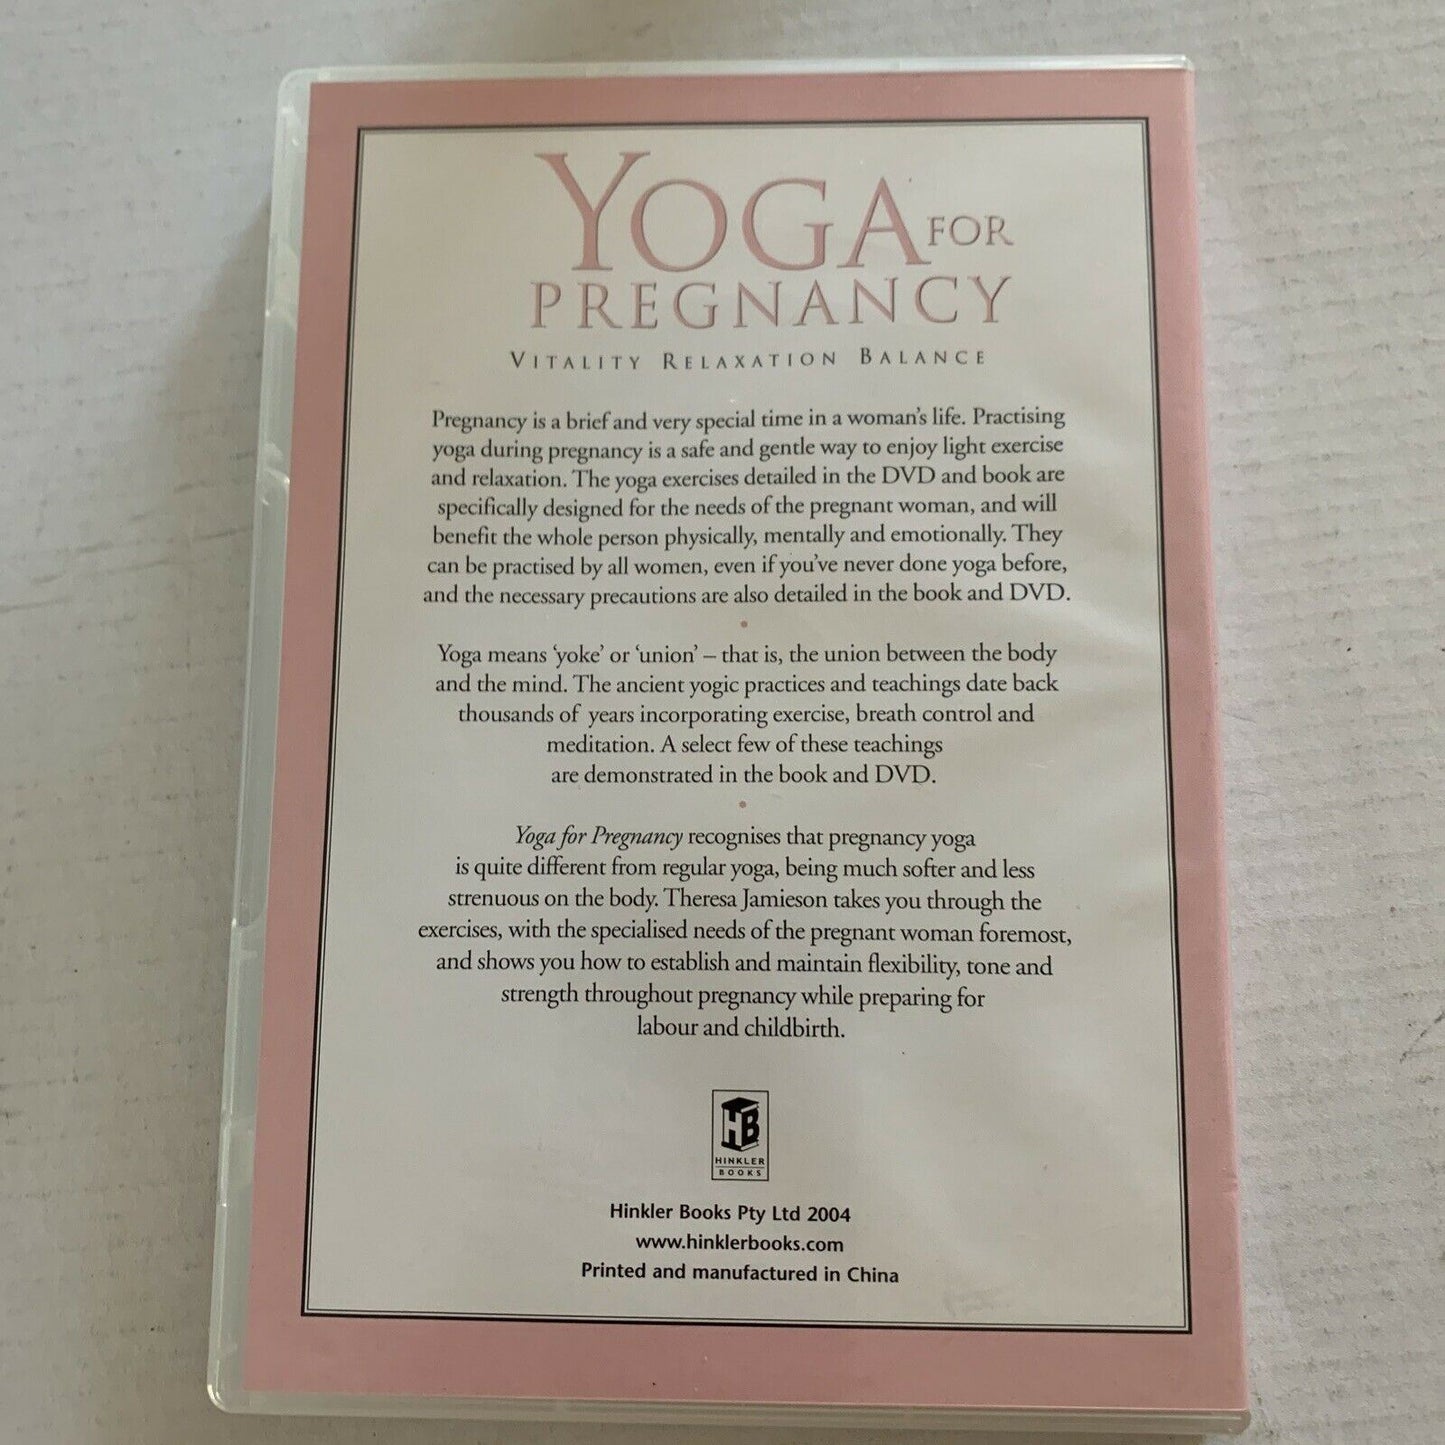 YOGA FOR
PREGNANCY
VITALITY RELAXATION BALANCE
Pregnancy is a brief and very special time in a woman's life. Practising
yoga during pregnancy is a safe and gentle way to enjoy light exercise
and relaxation. The yoga exercises detailed in the DVD and book are
specifically designed for the needs of the pregnant woman, and will
benefit the whole person physically, mentally and emotionally. They
can be practised by all women, even if you've never done yoga before,
and the necessary precautions are also detailed in the book and DVD.
•
Yoga means 'yoke' or 'union' – that is, the union between the body
and the mind. The ancient yogic practices and teachings date back
thousands of years incorporating exercise, breath control and
meditation. A select few of these teachings
are demonstrated in the book and DVD.
•
Yoga for Pregnancy recognises that pregnancy yoga
is quite different from regular yoga, being much softer and less
strenuous on the body. Theresa Jamieson takes you through the
exercises, with the specialised needs of the pregnant woman foremost,
and shows you how to establish and maintain flexibility, tone and
strength throughout pregnancy while preparing for
labour and childbirth.
HB
HINKLER
BOOKS
Hinkler Books Pty Ltd 2004
www.hinklerbooks.com
Printed and manufactured in China